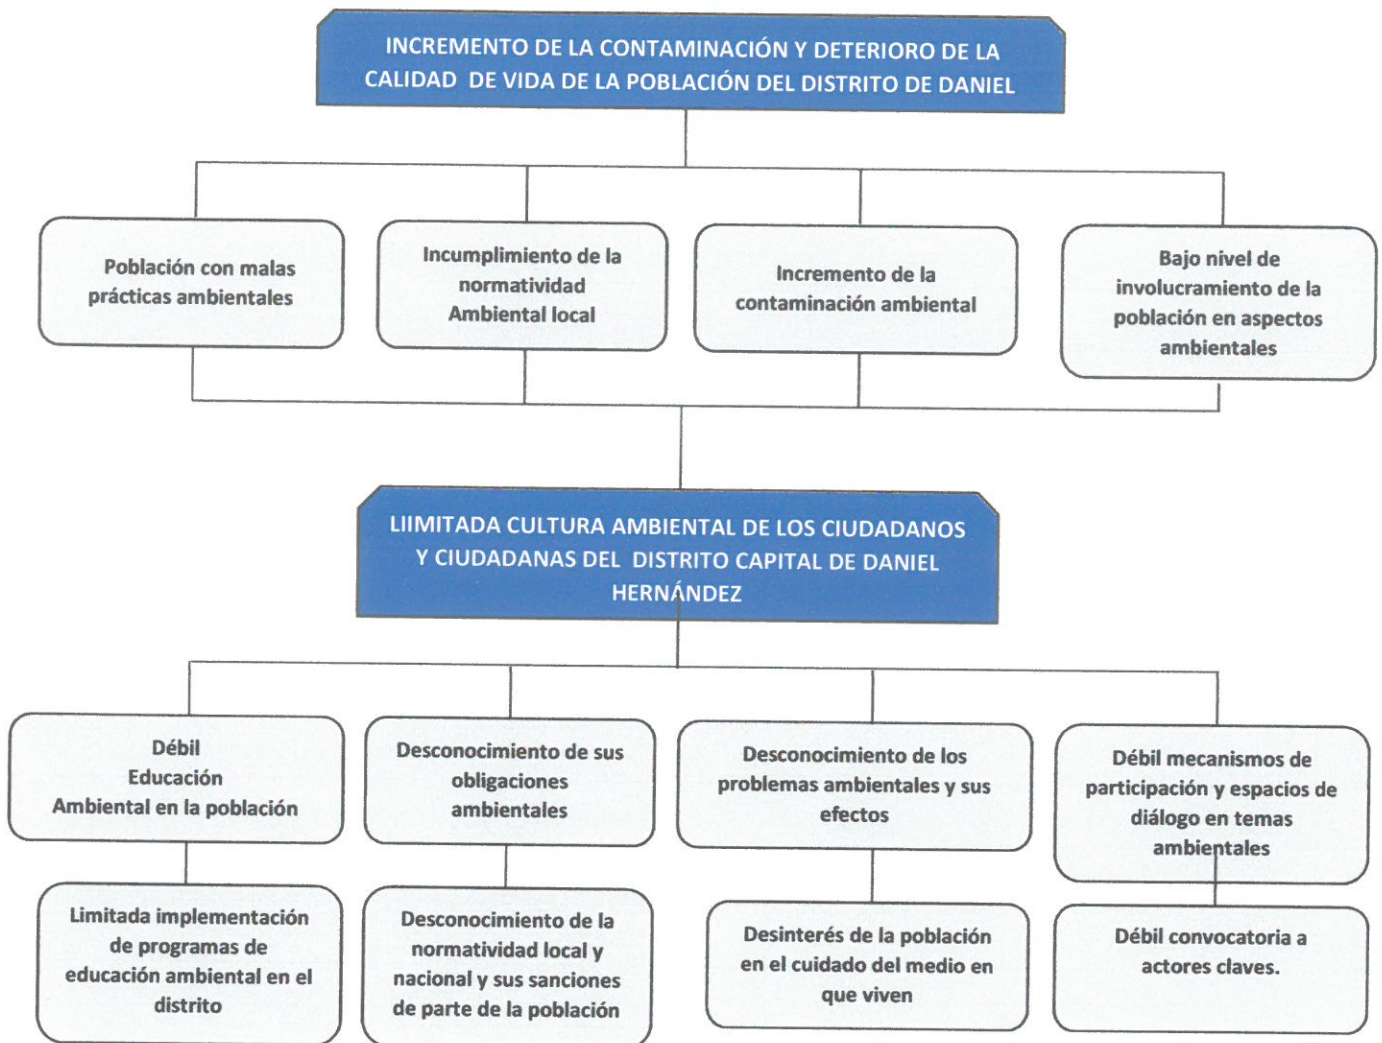 INCREMENTO DE LA CONTAMINACIÓN Y DETERIORO DE LA
CALIDAD DE VIDA DE LA POBLACIÓN DEL DISTRITO DE DANIEL
Población con malas
prácticas ambientales
Incumplimiento de la
normatividad
Ambiental local
Incremento de la
contaminación ambiental
Bajo nivel de
involucramiento de la
población en aspectos
ambientales
LIIMITADA CULTURA AMBIENTAL DE LOS CIUDADANOS
Y CIUDADANAS DEL DISTRITO CAPITAL DE DANIEL
HERNÁNDEZ
Débil
Educación
Ambiental en la población
Desconocimiento de sus
obligaciones
ambientales
Desconocimiento de los
problemas ambientales y sus
efectos
Débil mecanismos de
participación y espacios de
diálogo en temas
ambientales
Limitada implementación
de programas de
educación ambiental en el
distrito
Desconocimiento de la
normatividad local y
nacional y sus sanciones
de parte de la población
Desinterés de la población
en el cuidado del medio en
que viven
Débil convocatoria a
actores claves.